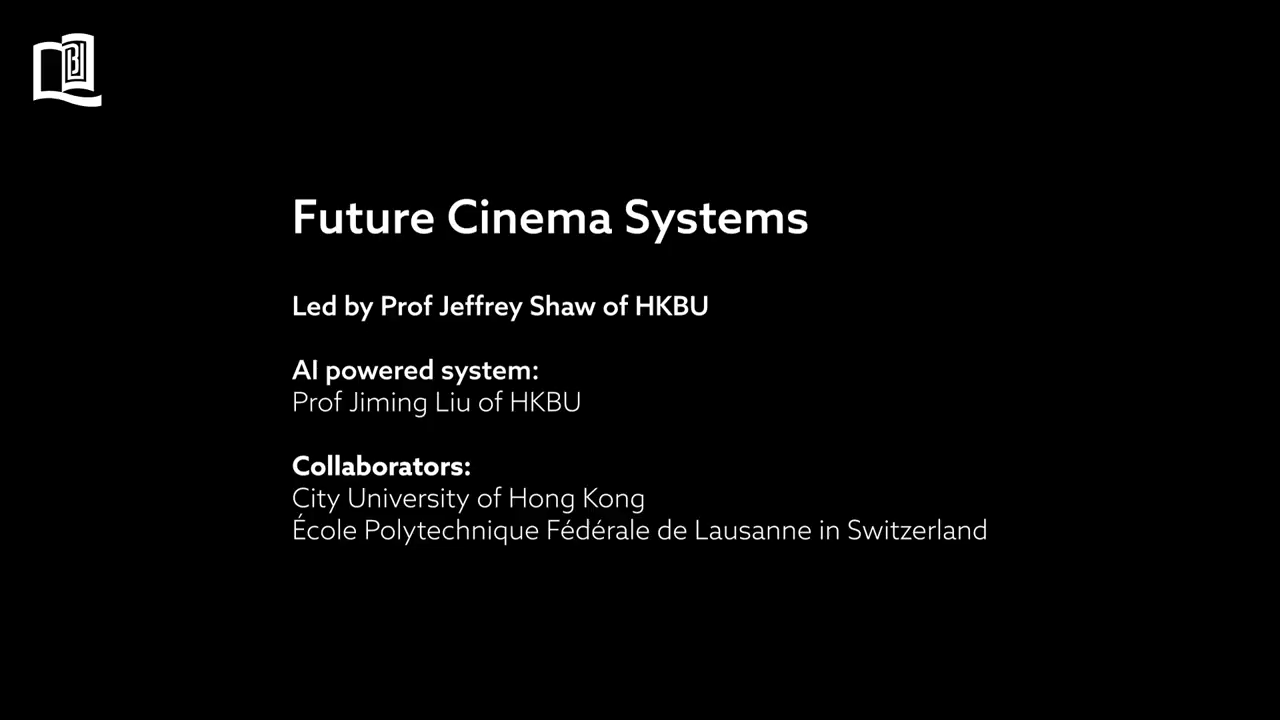 Future Cinema Systems
Led by Prof Jeffrey Shaw of HKBU
AI powered system:
Prof Jiming Liu of HKBU
Collaborators:
City University of Hong Kong
École Polytechnique Fédérale de Lausanne in Switzerland